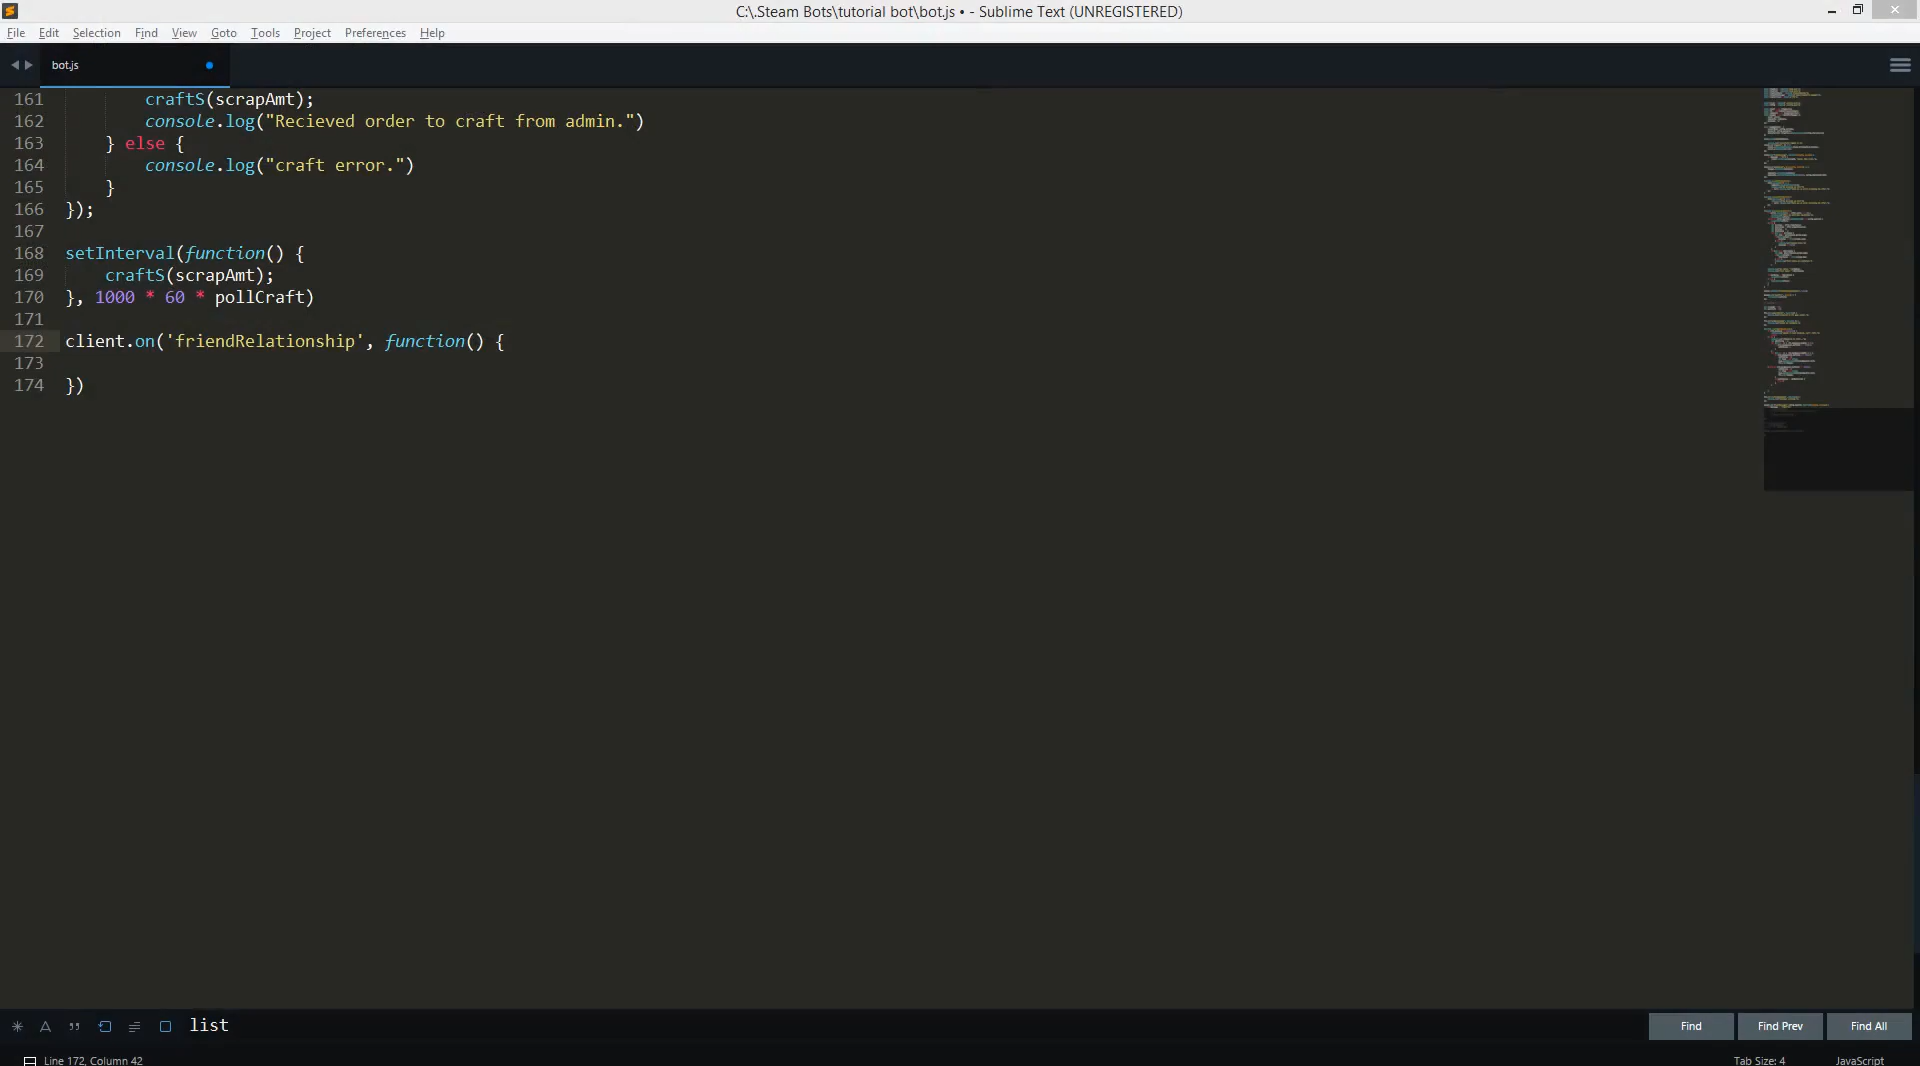 C:\.Steam Bots\tutorial bot\bot.js • - Sublime Text (UNREGISTERED)
File Edit Selection Find View Goto Tools Project Preferences Help
bot.js
161 craftS(scrapAmt);
162 console.log("Recieved order to craft from admin.")
163 } else {
164 console.log("craft error.")
165 }
166 });
167
168 setInterval(function() {
169 craftS(scrapAmt);
170 }, 1000 * 60 * pollCraft)
171
172 client.on('friendRelationship', function() {
173
174 })
list
Find Find Prev Find All
Line 172, Column 42 Tab Size: 4 JavaScript